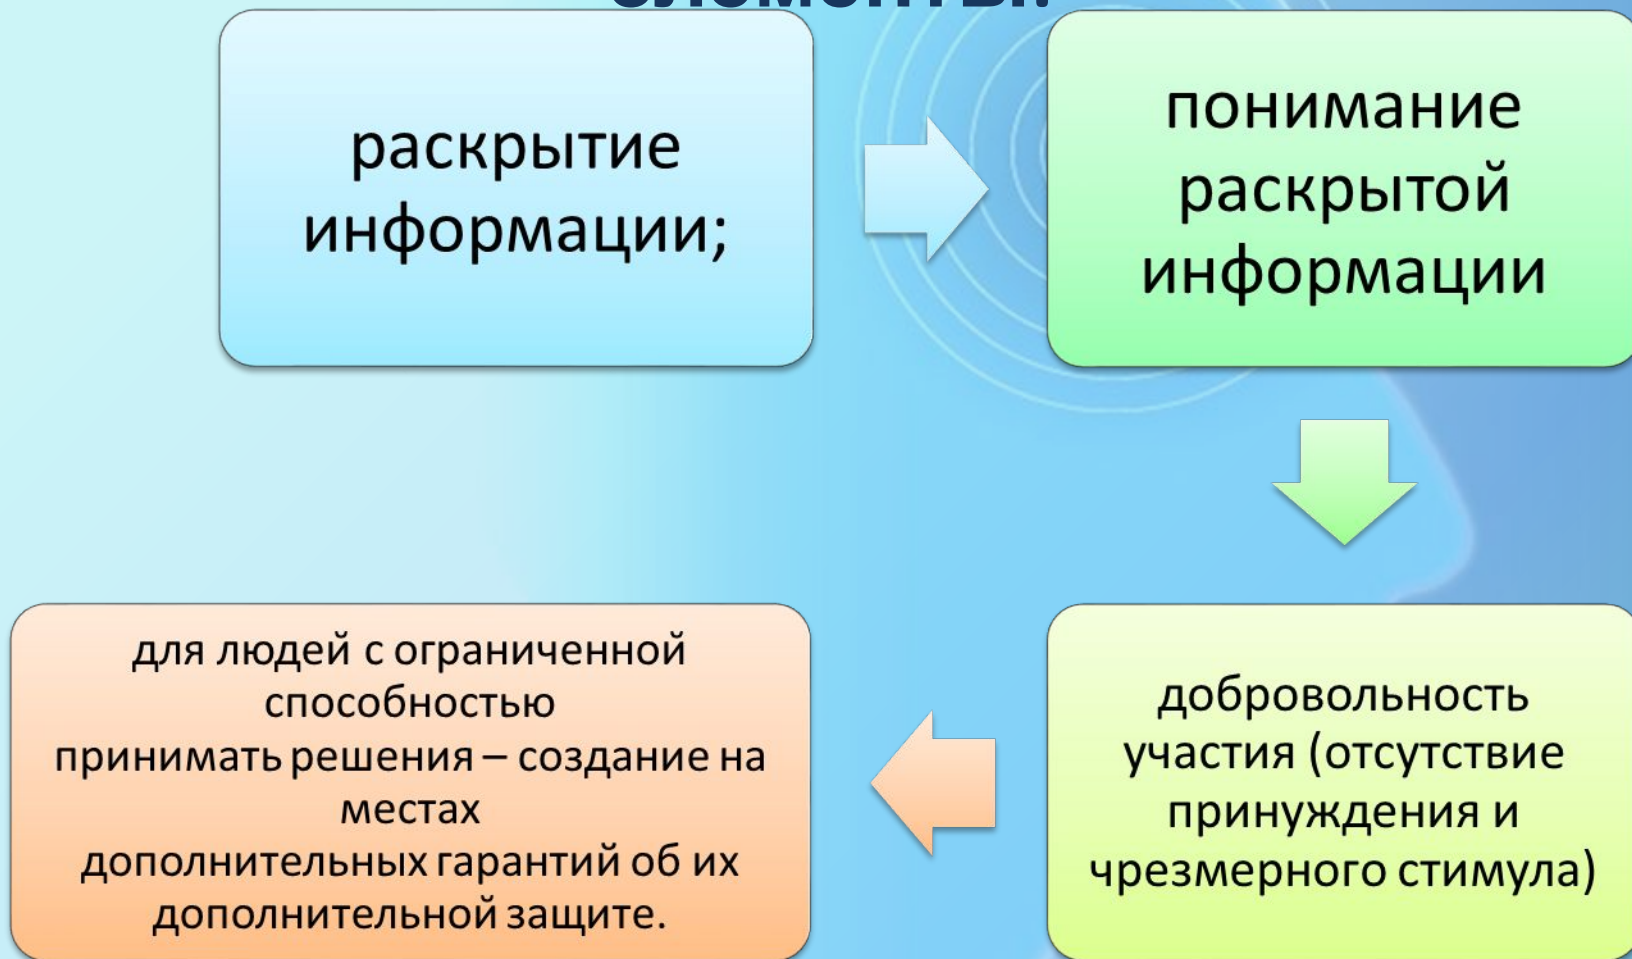 раскрытие
информации;
понимание
раскрытой
информации
добровольность
участия (отсутствие
принуждения и
чрезмерного стимула)
для людей с ограниченной
способностью
принимать решения – создание на
местах
дополнительных гарантий об их
дополнительной защите.